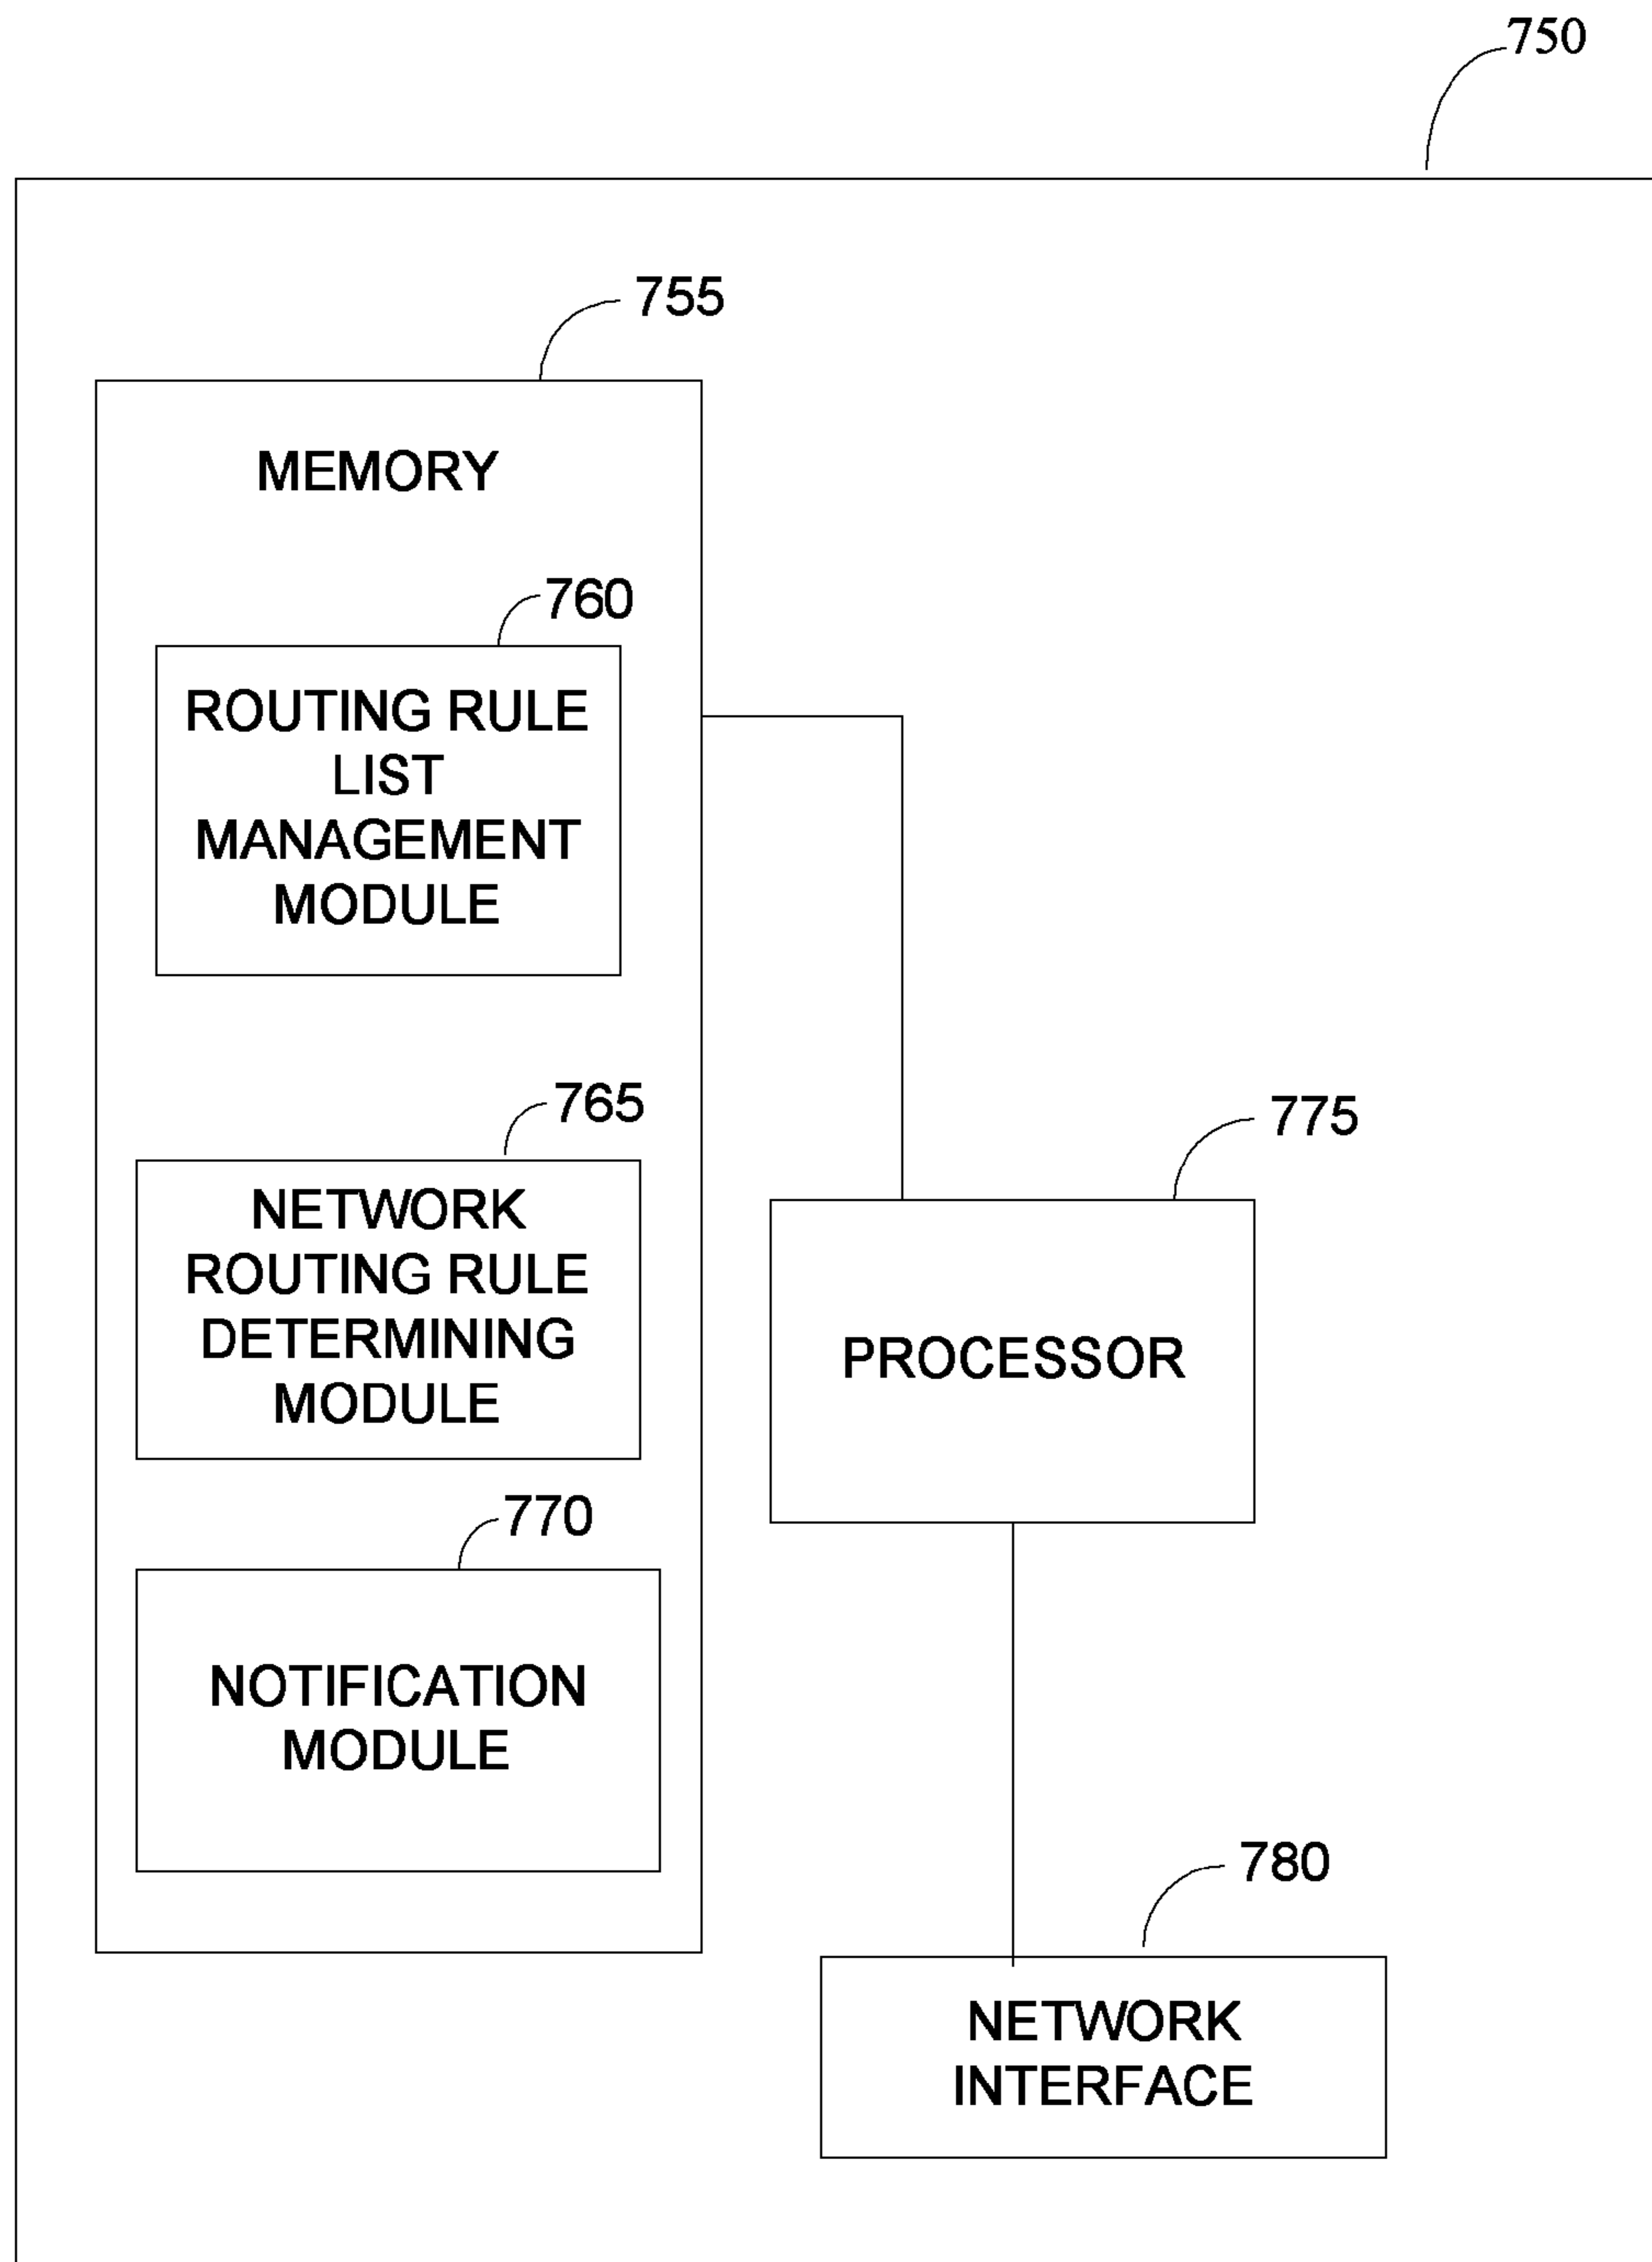 750
755
MEMORY
760
ROUTING RULE
LIST
MANAGEMENT
MODULE
765
NETWORK
ROUTING RULE
DETERMINING
MODULE
775
PROCESSOR
770
NOTIFICATION
MODULE
780
NETWORK
INTERFACE